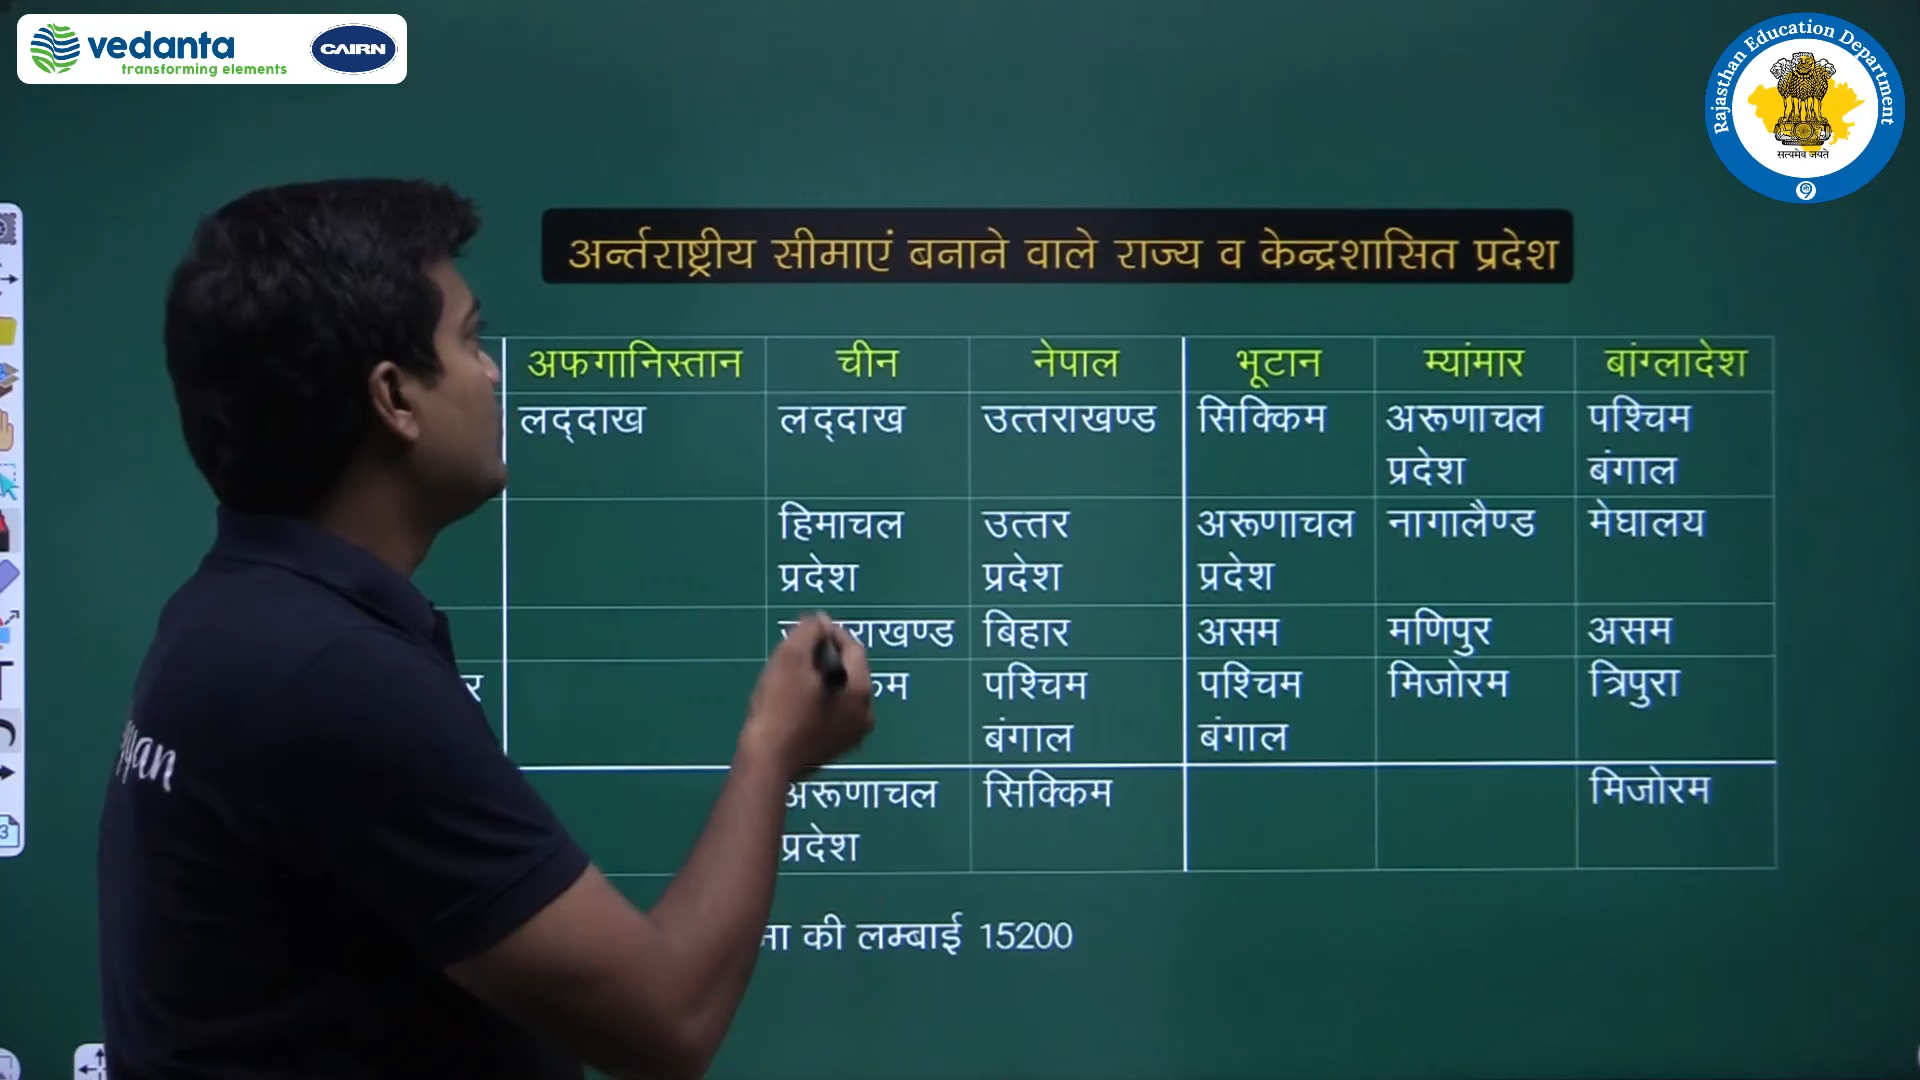 vedanta
transforming elements
CAIRN
Rajasthan Education Department
सत्यमेव जयते
अर्न्तराष्ट्रीय सीमाएं बनाने वाले राज्य व केन्द्रशासित प्रदेश
अफगानिस्तान चीन नेपाल भूटान म्यांमार बांग्लादेश
लद्दाख लद्दाख उत्तराखण्ड सिक्किम अरूणाचल पश्चिम
प्रदेश बंगाल
हिमाचल उत्तर अरूणाचल नागालैण्ड मेघालय
प्रदेश प्रदेश प्रदेश
बिहार असम मणिपुर असम
पश्चिम पश्चिम मिजोरम त्रिपुरा
बंगाल बंगाल
अरूणाचल सिक्किम मिजोरम
प्रदेश
की लम्बाई 15200